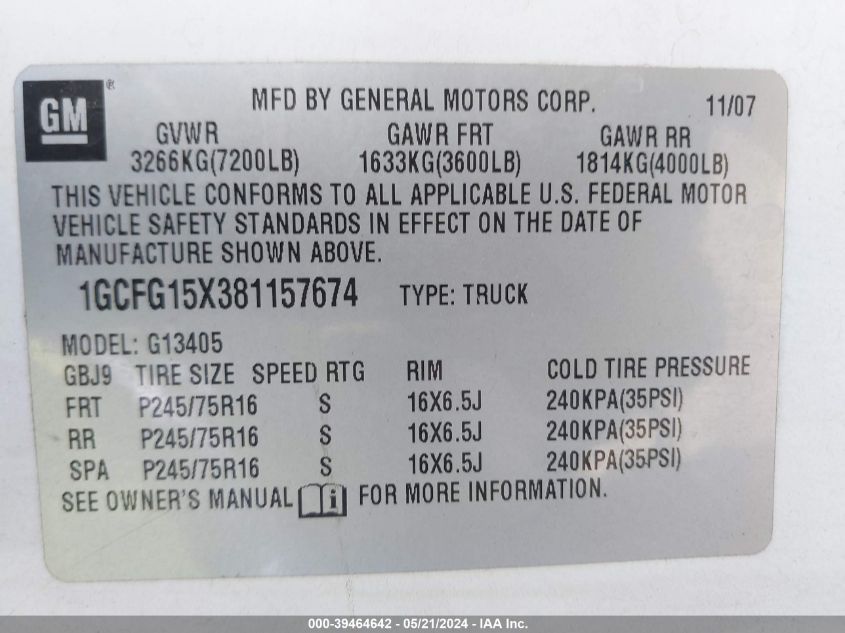 GM ® MFD BY GENERAL MOTORS CORP. 11/07
GVWR GAWR FRT GAWR RR
3266KG(7200LB) 1633KG(3600LB) 1814KG(4000LB)
THIS VEHICLE CONFORMS TO ALL APPLICABLE U.S. FEDERAL MOTOR
VEHICLE SAFETY STANDARDS IN EFFECT ON THE DATE OF
MANUFACTURE SHOWN ABOVE.
1GCFG15X381157674 TYPE: TRUCK
MODEL: G13405
GBJ9 TIRE SIZE SPEED RTG RIM COLD TIRE PRESSURE
FRT P245/75R16 S 16X6.5J 240KPA(35PSI)
RR P245/75R16 S 16X6.5J 240KPA(35PSI)
SPA P245/75R16 S 16X6.5J 240KPA(35PSI)
SEE OWNER'S MANUAL i FOR MORE INFORMATION.
000-39464642 - 05/21/2024 - IAA Inc.